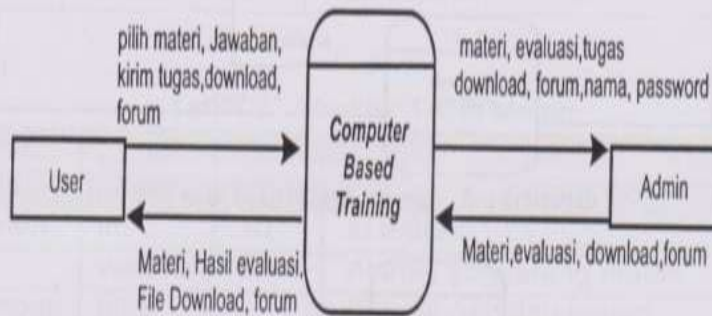 pilih materi, Jawaban,
kirim tugas,download,
forum
materi, evaluasi,tugas
download, forum,nama, password
User
Computer
Based
Training
Admin
Materi, Hasil evaluasi,
File Download, forum
Materi,evaluasi, download,forum